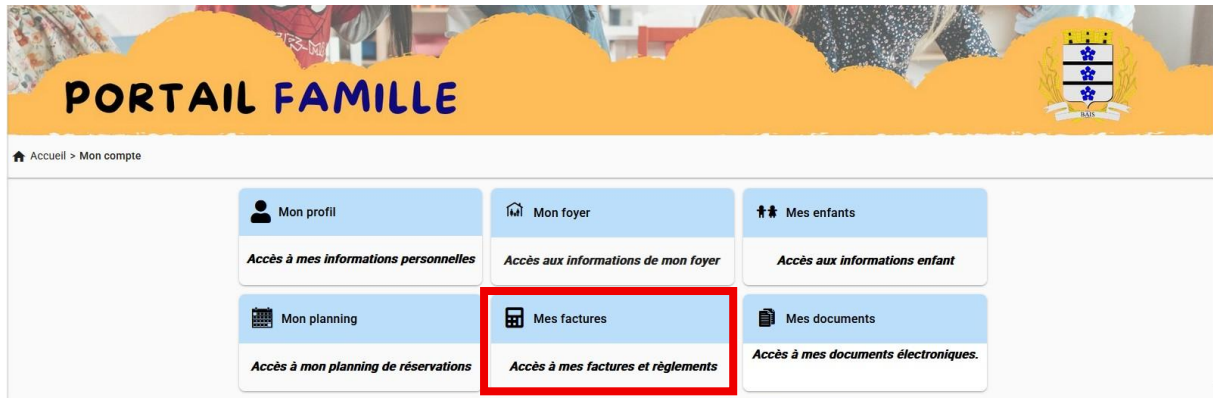 PORTAIL FAMILLE
BAIS
Accueil > Mon compte
Mon profil
Mon foyer
Mes enfants
Accès à mes informations personnelles
Accès aux informations de mon foyer
Accès aux informations enfant
Mon planning
Mes factures
Mes documents
Accès à mon planning de réservations
Accès à mes factures et règlements
Accès à mes documents électroniques.